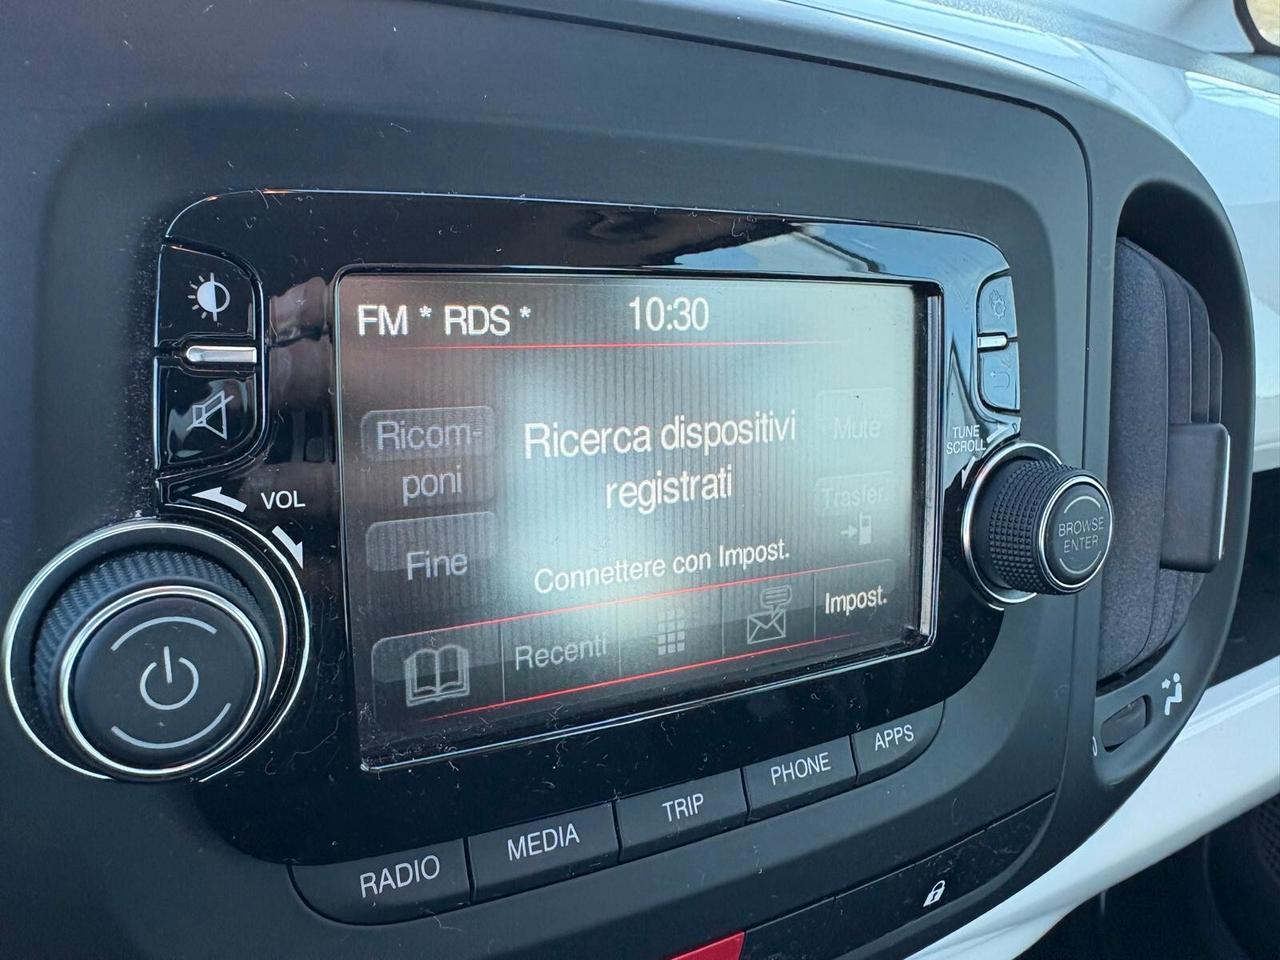 FM * RDS *
10:30
Ricom-
poni
Ricerca dispositivi
registrati
Mute
Trasfer
Fine
Connettere con Impost.
Recenti
Impost.
VOL
TUNE
SCROLL
BROWSE
ENTER
RADIO
MEDIA
TRIP
PHONE
APPS